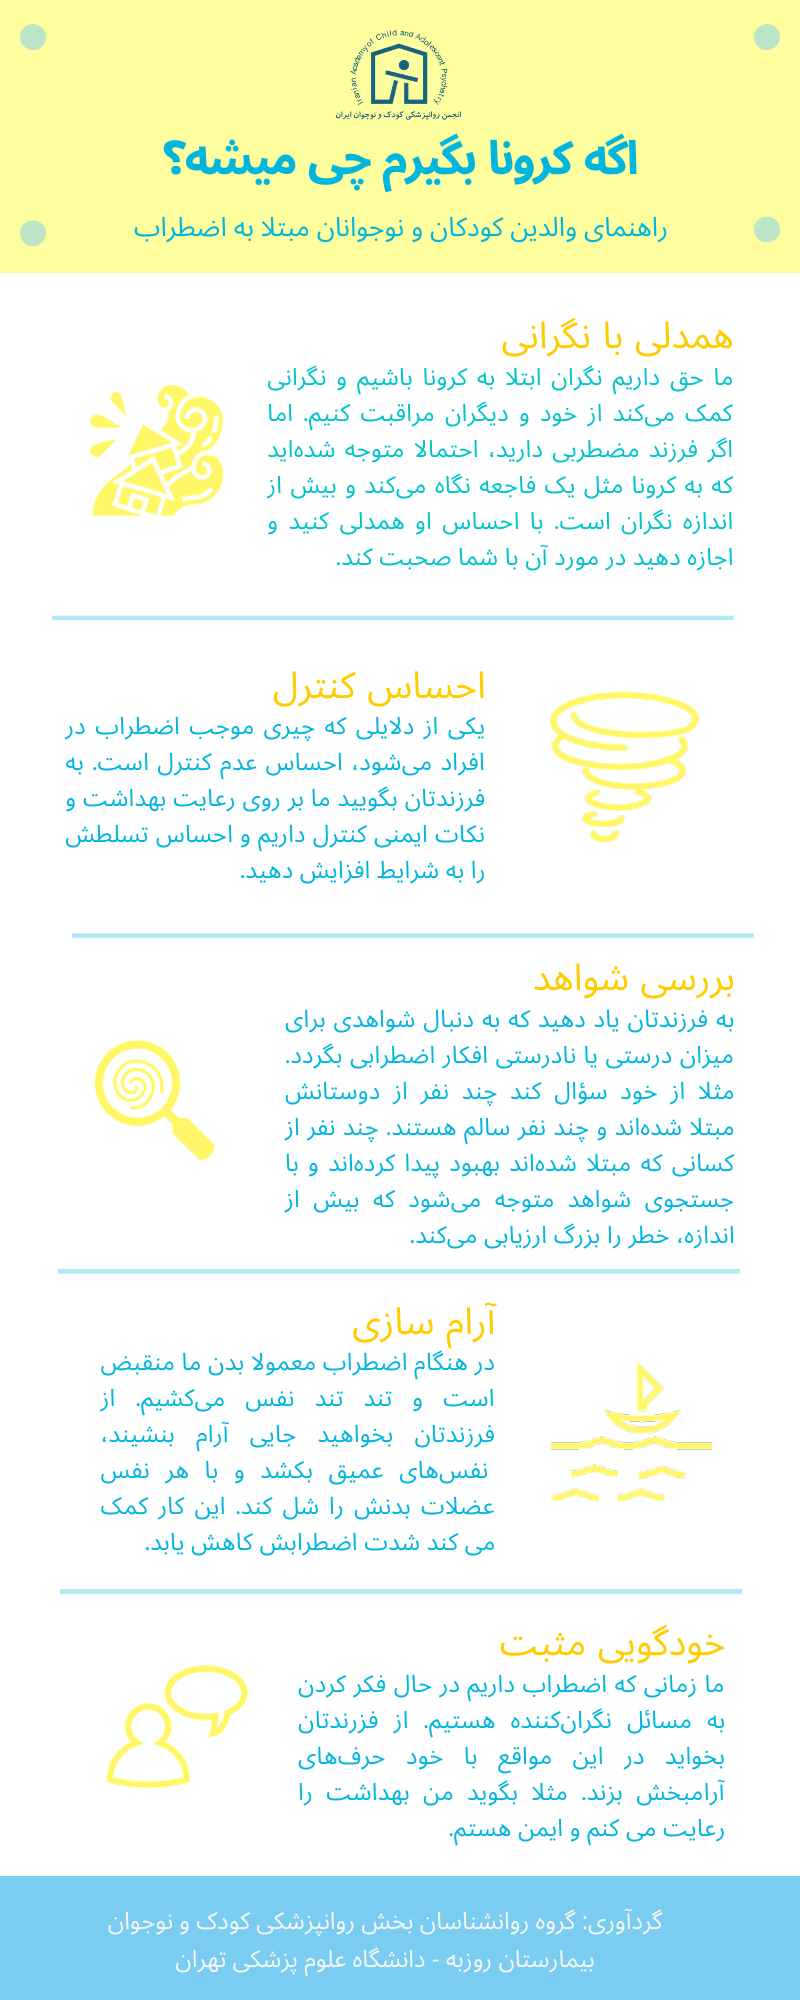 Iranian Academy of Child and Adolescent Psychiatry
انجمن روانپزشکی کودک و نوجوان ایران
اگه کرونا بگیرم چی میشه؟
راهنمای والدین کودکان و نوجوانان مبتلا به اضطراب
همدلی با نگرانی
ما حق داریم نگران ابتلا به کرونا باشیم و نگرانی
کمک می‌کند از خود و دیگران مراقبت کنیم. اما
اگر فرزند مضطربی دارید، احتمالا متوجه شده‌اید
که به کرونا مثل یک فاجعه نگاه می‌کند و بیش از
اندازه نگران است. با احساس او همدلی کنید و
اجازه دهید در مورد آن با شما صحبت کند.
احساس کنترل
یکی از دلایلی که چیری موجب اضطراب در
افراد می‌شود، احساس عدم کنترل است. به
فرزندتان بگویید ما بر روی رعایت بهداشت و
نکات ایمنی کنترل داریم و احساس تسلطش
را به شرایط افزایش دهید.
بررسی شواهد
به فرزندتان یاد دهید که به دنبال شواهدی برای
میزان درستی یا نادرستی افکار اضطرابی بگردد.
مثلا از خود سؤال کند چند نفر از دوستانش
مبتلا شده‌اند و چند نفر سالم هستند. چند نفر از
کسانی که مبتلا شده‌اند بهبود پیدا کرده‌اند و با
جستجوی شواهد متوجه می‌شود که بیش از
اندازه، خطر را بزرگ ارزیابی می‌کند.
آرام سازی
در هنگام اضطراب معمولا بدن ما منقبض
است و تند تند نفس می‌کشیم. از
فرزندتان بخواهید جایی آرام بنشیند،
نفس‌های عمیق بکشد و با هر نفس
عضلات بدنش را شل کند. این کار کمک
می کند شدت اضطرابش کاهش یابد.
خودگویی مثبت
ما زمانی که اضطراب داریم در حال فکر کردن
به مسائل نگران‌کننده هستیم. از فززندتان
بخواید در این مواقع با خود حرف‌های
آرامبخش بزند. مثلا بگوید من بهداشت را
رعایت می کنم و ایمن هستم.
گردآوری: گروه روانشناسان بخش روانپزشکی کودک و نوجوان
بیمارستان روزبه - دانشگاه علوم پزشکی تهران